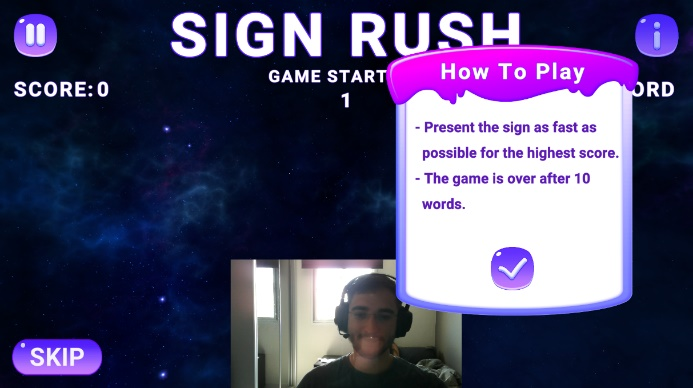 SIGN RUSH
GAME START
1
SCORE: 0
ORD
How To Play
- Present the sign as fast as
possible for the highest score.
- The game is over after 10
words.
SKIP